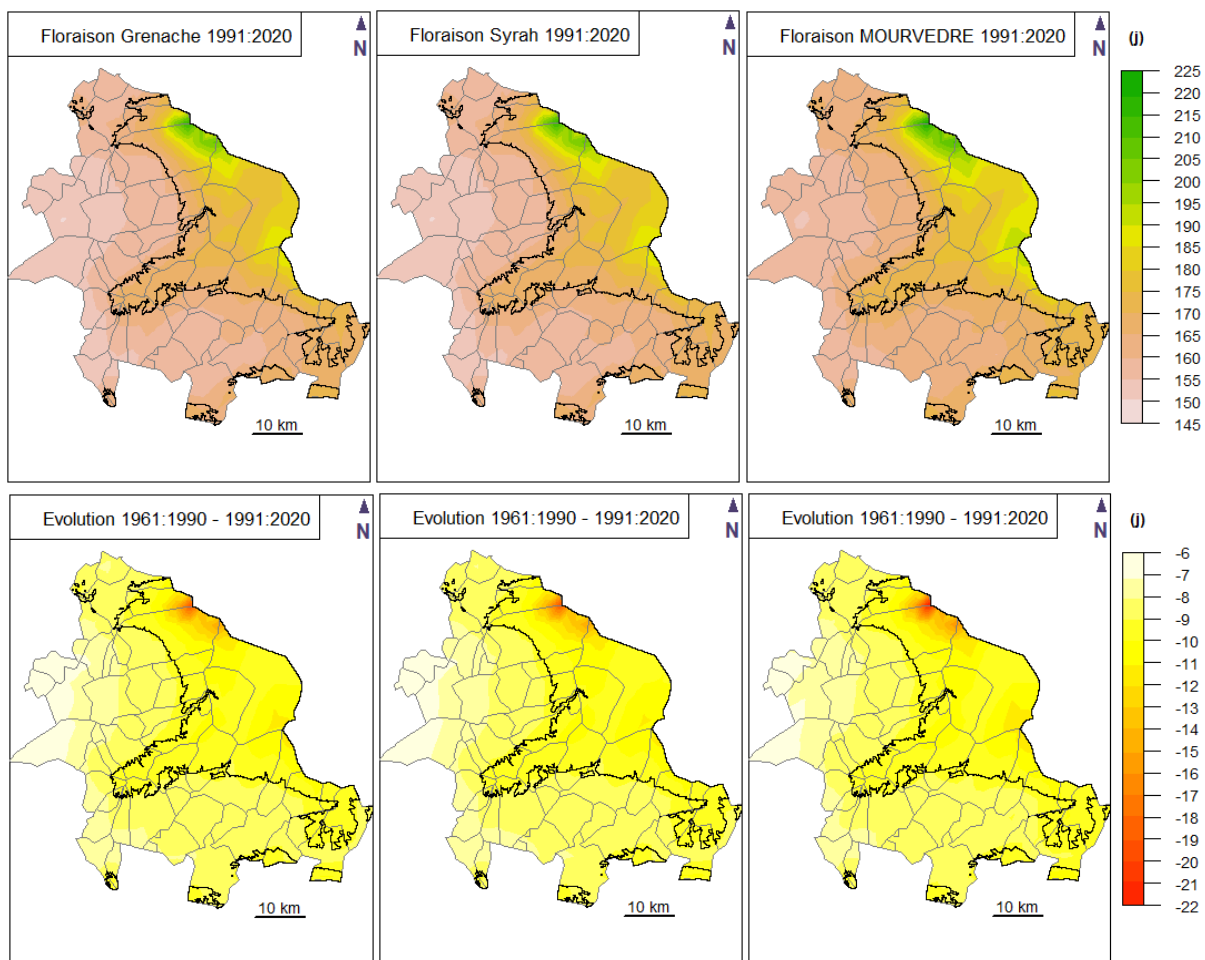 Floraison Grenache 1991:2020
N
Floraison Syrah 1991:2020
N
Floraison MOURVEDRE 1991:2020
N
(j)
225
220
215
210
205
200
195
190
185
180
175
170
165
160
155
150
145
10 km
10 km
10 km
Evolution 1961:1990 - 1991:2020
N
Evolution 1961:1990 - 1991:2020
N
Evolution 1961:1990 - 1991:2020
N
(j)
-6
-7
-8
-9
-10
-11
-12
-13
-14
-15
-16
-17
-18
-19
-20
-21
-22
10 km
10 km
10 km